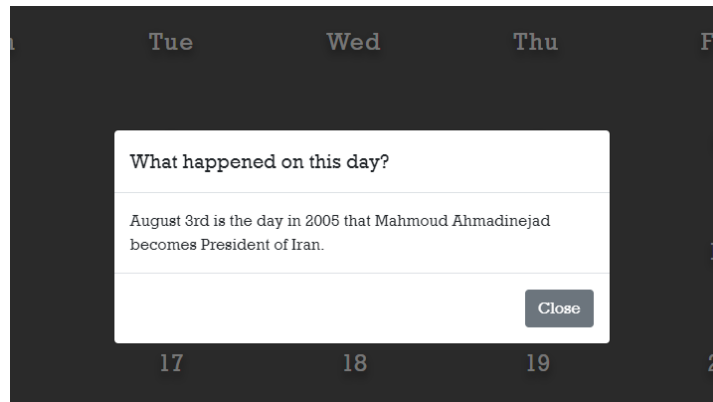 Tue Wed Thu F
What happened on this day?
August 3rd is the day in 2005 that Mahmoud Ahmadinejad
becomes President of Iran.
Close
17 18 19